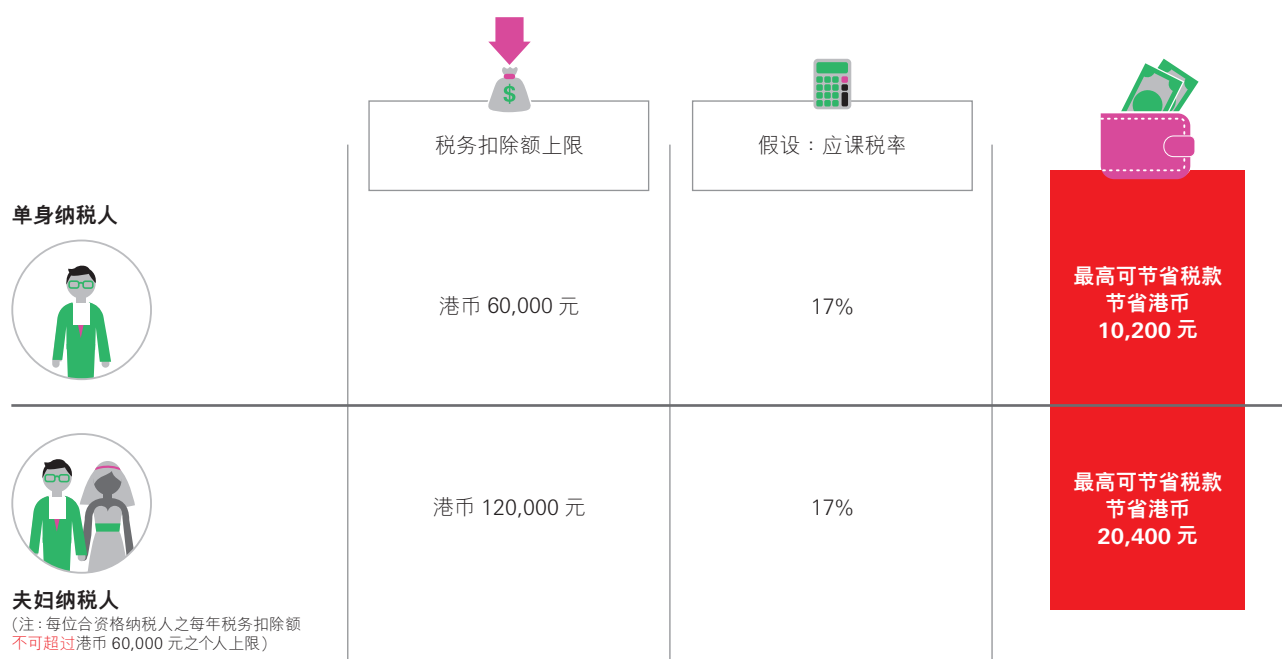 $
税务扣除额上限
假设：应课税率
单身纳税人
港币 60,000 元
17%
最高可节省税款
节省港币
10,200 元
港币 120,000 元
17%
最高可节省税款
节省港币
20,400 元
夫妇纳税人
(注：每位合资格纳税人之每年税务扣除额
不可超过港币 60,000 元之个人上限)